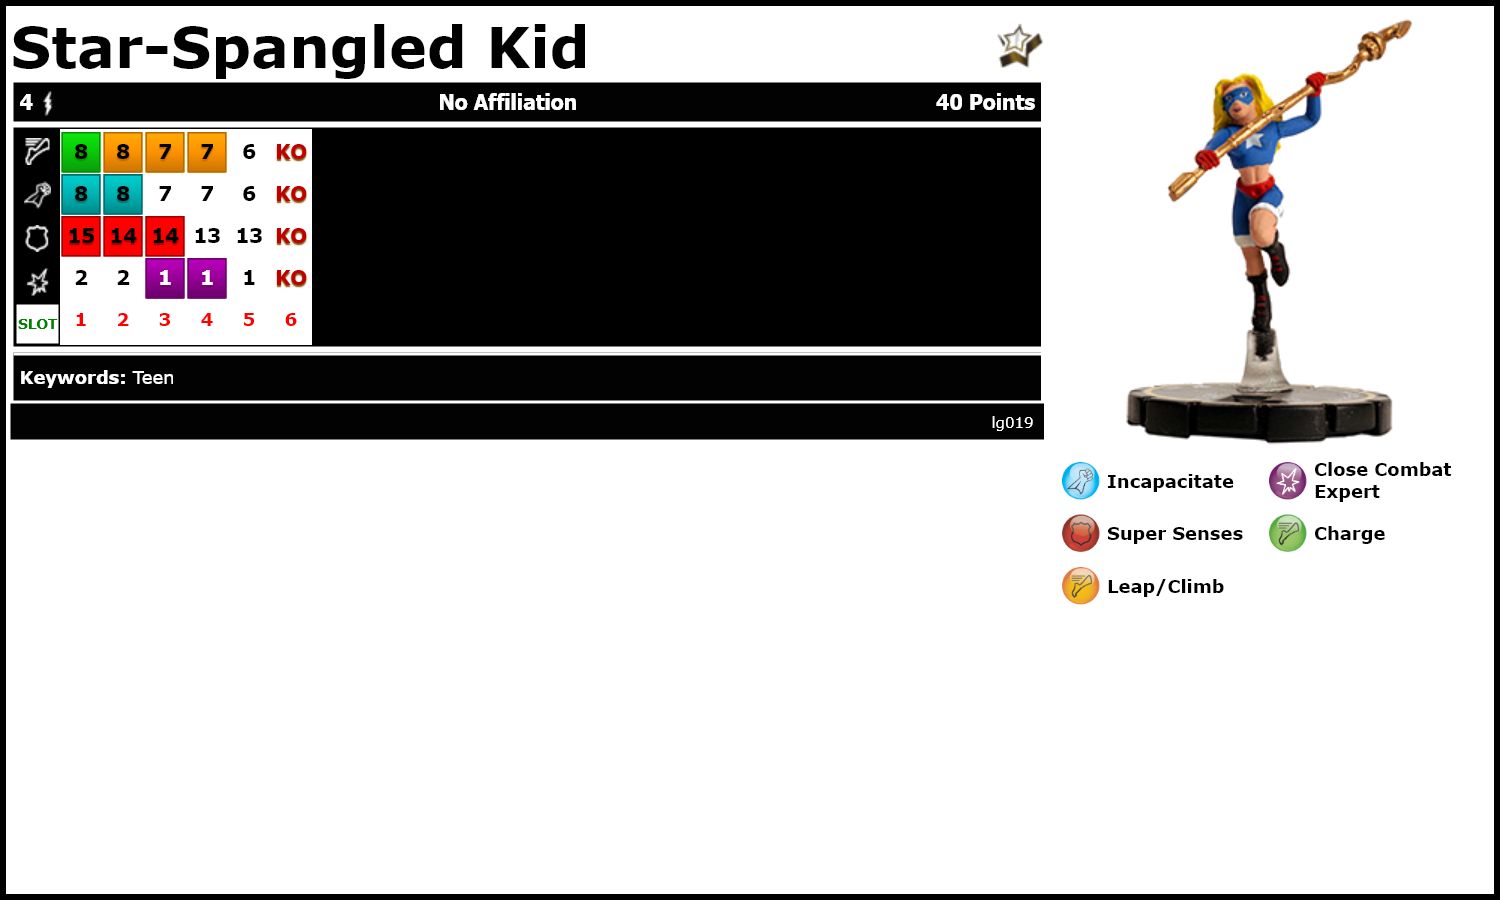 Star-Spangled Kid
4 No Affiliation 40 Points
8 8 7 7 6 KO
8 8 7 7 6 KO
15 14 14 13 13 KO
2 2 1 1 1 KO
SLOT 1 2 3 4 5 6
Keywords: Teen
lg019
Incapacitate
Close Combat
Expert
Super Senses
Charge
Leap/Climb